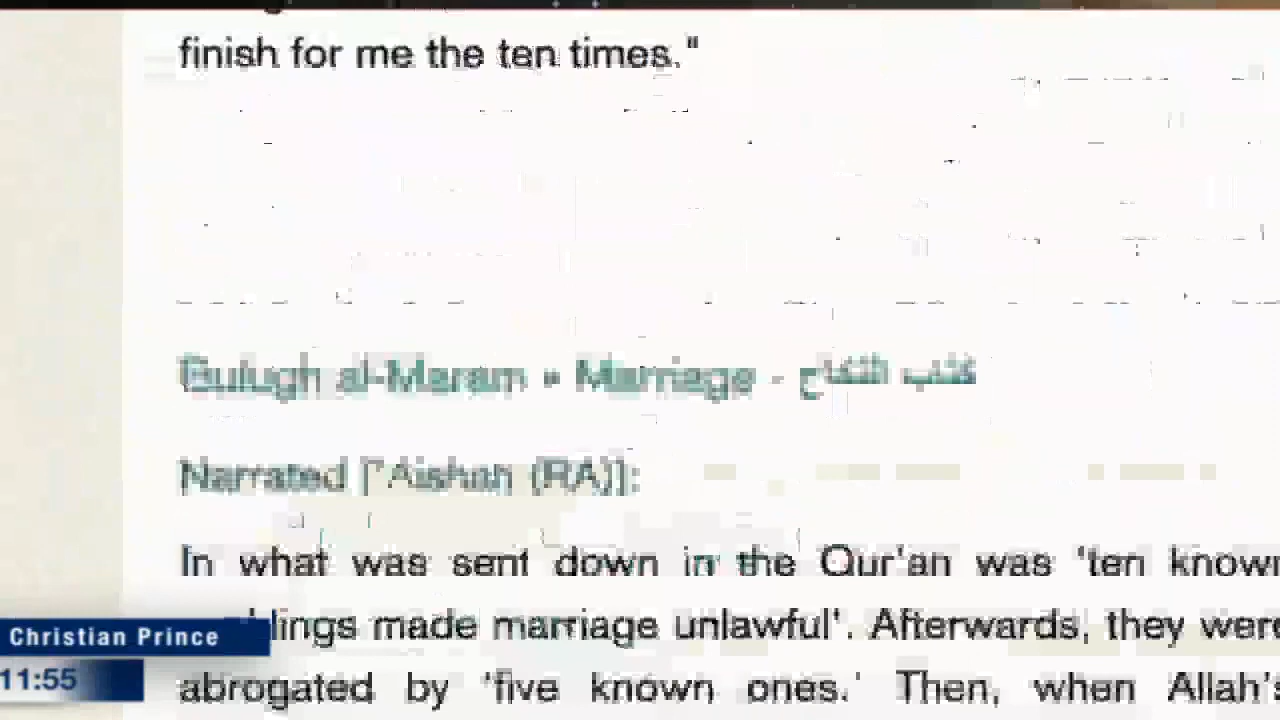 finish for me the ten times."
Bulugh al-Maram » Marriage - كتاب النكاح
Narrated ['Aishah (RA)]:
In what was sent down in the Qur'an was 'ten known
lings made marriage unlawful'. Afterwards, they were
Christian Prince
11:55
abrogated by 'five known ones.' Then, when Allah's